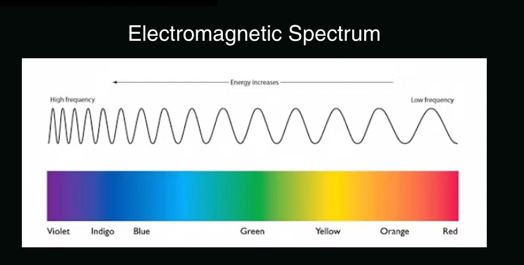 Electromagnetic Spectrum
Energy increases
High frequency Low frequency
Violet Indigo Blue Green Yellow Orange Red